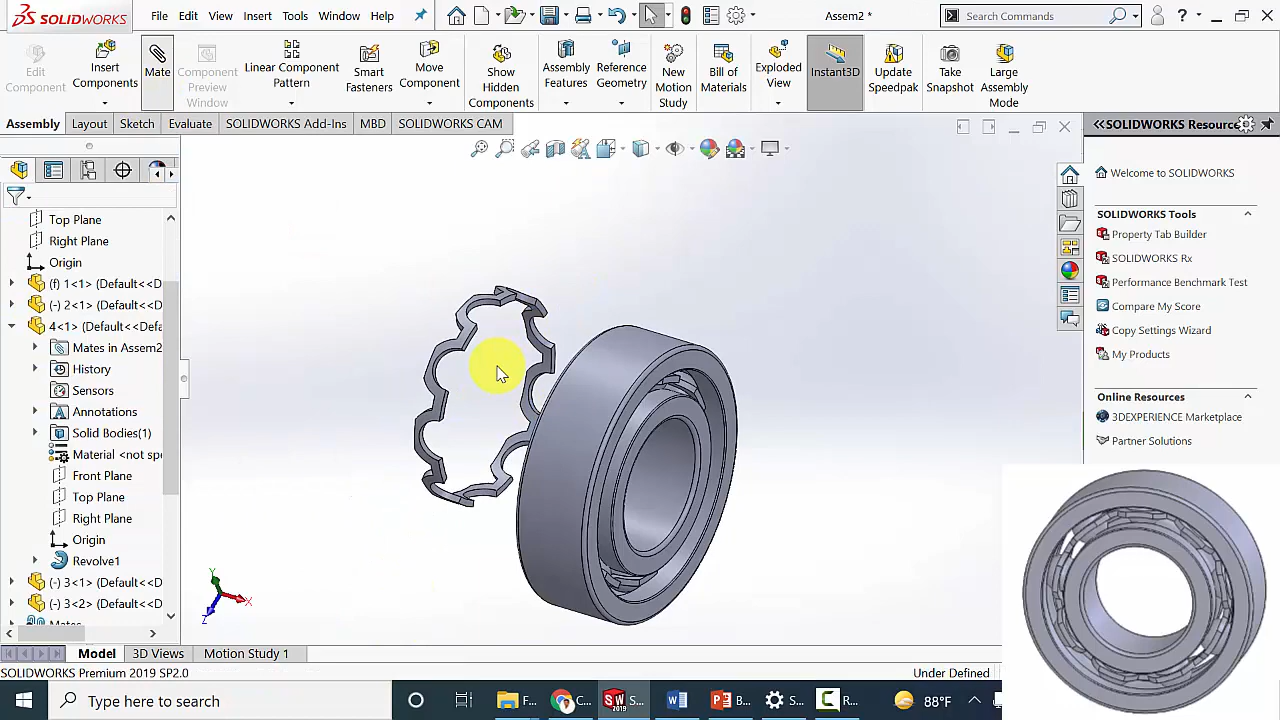 SOLIDWORKS File Edit View Insert Tools Window Help Assem2 * Search Commands ?
Edit Component
Insert Components
Mate
Component Preview Window
Linear Component Pattern
Smart Fasteners
Move Component
Show Hidden Components
Assembly Features
Reference Geometry
New Motion Study
Bill of Materials
Exploded View
Instant3D
Update Speedpak
Take Snapshot
Large Assembly Mode
Assembly Layout Sketch Evaluate SOLIDWORKS Add-Ins MBD SOLIDWORKS CAM
<<SOLIDWORKS Resource
Top Plane
Right Plane
Origin
(f) 1<1> (Default<<D
(-) 2<1> (Default<<D
4<1> (Default<<Defa
Mates in Assem2
History
Sensors
Annotations
Solid Bodies(1)
Material <not spe
Front Plane
Top Plane
Right Plane
Origin
Revolve1
(-) 3<1> (Default<<De
(-) 3<2> (Default<<De
Mates
Y
X
Z
Welcome to SOLIDWORKS
SOLIDWORKS Tools
Property Tab Builder
SOLIDWORKS Rx
Performance Benchmark Test
Compare My Score
Copy Settings Wizard
My Products
Online Resources
3DEXPERIENCE Marketplace
Partner Solutions
Model 3D Views Motion Study 1
SOLIDWORKS Premium 2019 SP2.0 Under Defined
Type here to search F... C... SW 2019 S... W P B... S... R... 88°F